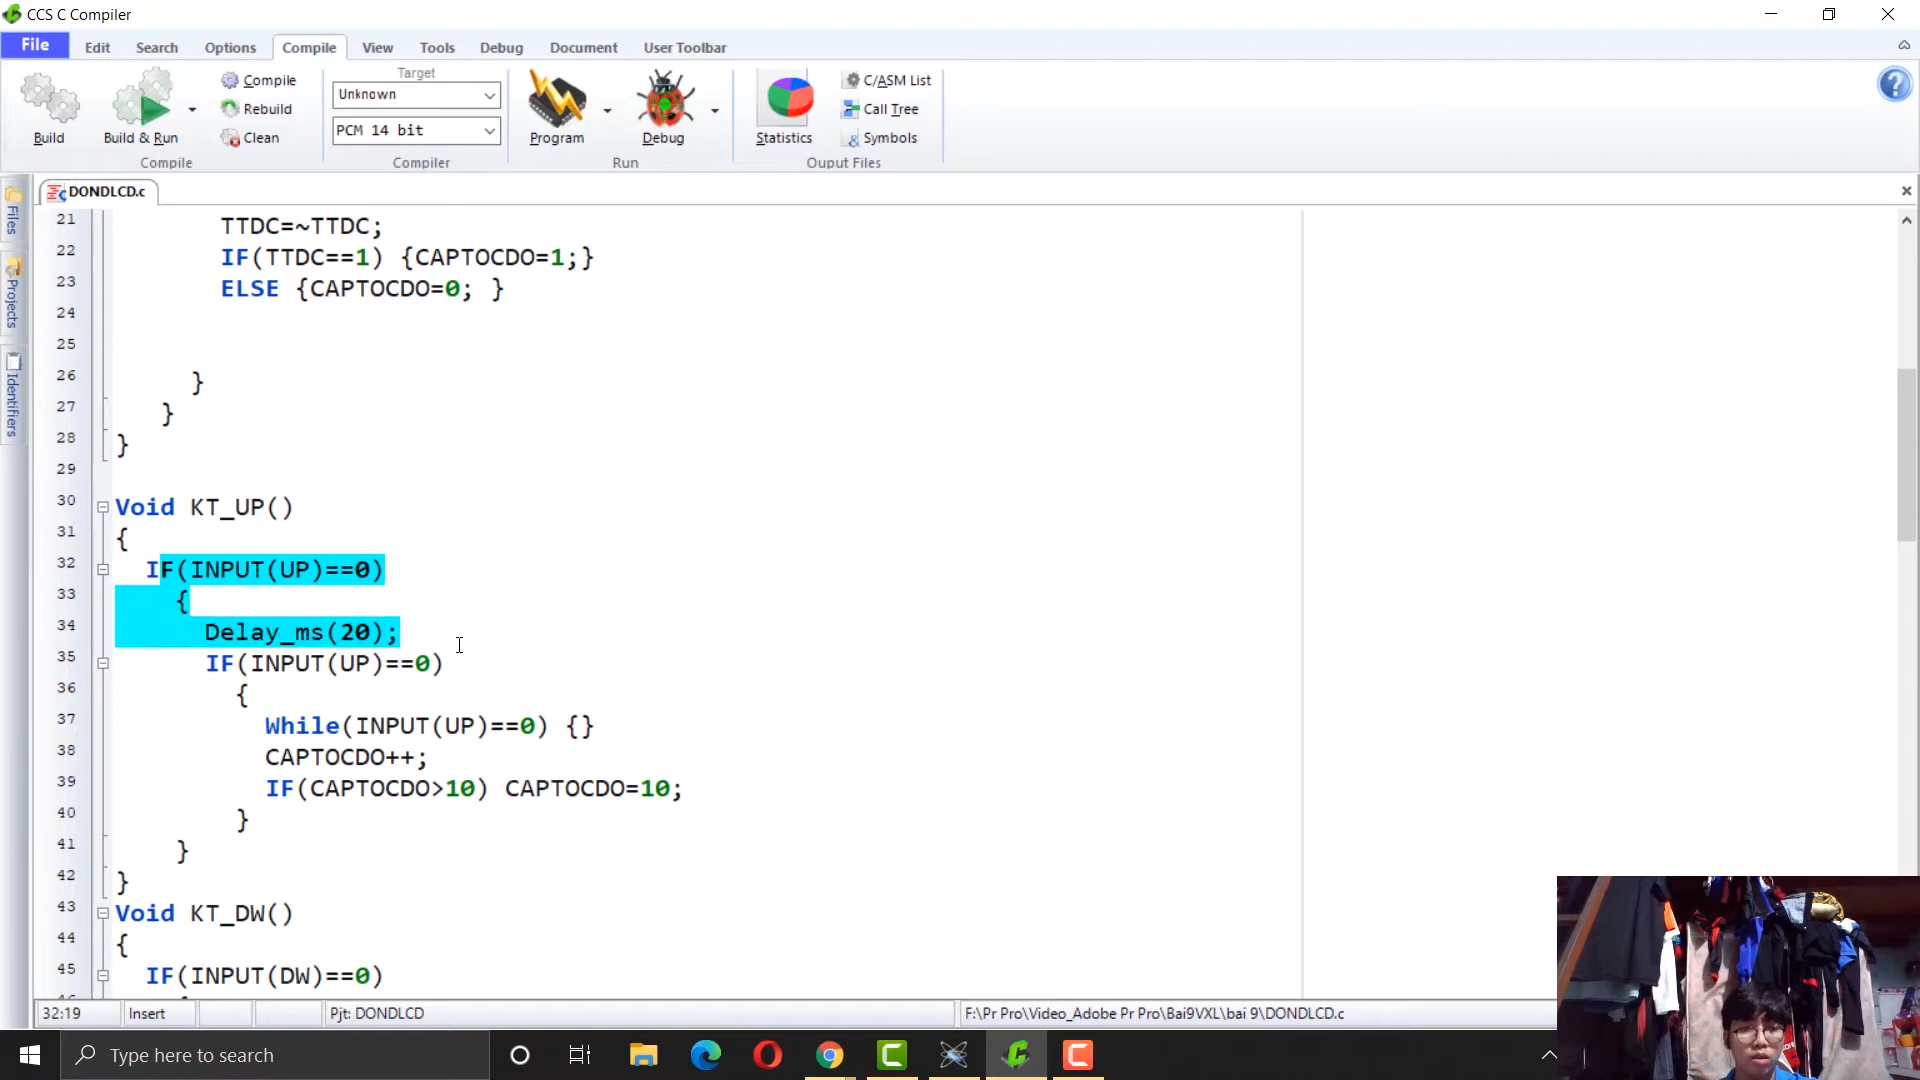 CCS C Compiler
File Edit Search Options Compile View Tools Debug Document User Toolbar
Build
Build & Run
Compile
Rebuild
Clean
Compile
Target
Unknown
PCM 14 bit
Compiler
Program
Debug
Run
Statistics
C/ASM List
Call Tree
Symbols
Ouput Files
Files
Projects
Identifiers
DONDLCD.c
21 TTDC=~TTDC;
22 IF(TTDC==1) {CAPTOCDO=1;}
23 ELSE {CAPTOCDO=0; }
24
25
26 }
27 }
28 }
29
30 Void KT_UP()
31 {
32 IF(INPUT(UP)==0)
33 {
34 Delay_ms(20);
35 IF(INPUT(UP)==0)
36 {
37 While(INPUT(UP)==0) {}
38 CAPTOCDO++;
39 IF(CAPTOCDO>10) CAPTOCDO=10;
40 }
41 }
42 }
43 Void KT_DW()
44 {
45 IF(INPUT(DW)==0)
32:19 Insert Pjt: DONDLCD F:\Pr Pro\Video_Adobe Pr Pro\Bai9VXL\bai 9\DONDLCD.c
Type here to search